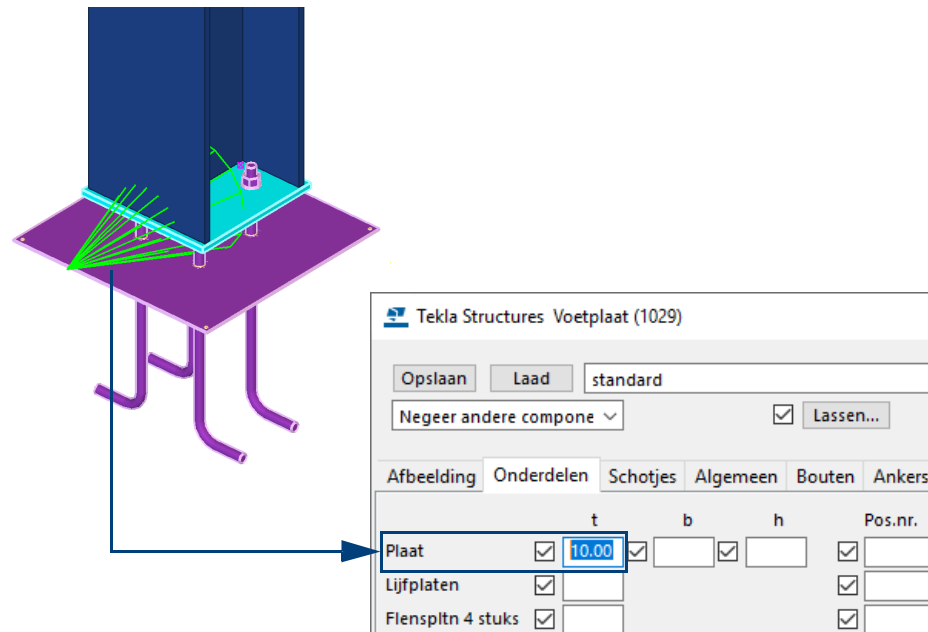 Tekla Structures Voetplaat (1029)
Opslaan Laad standard
Negeer andere compone Lassen...
Afbeelding Onderdelen Schotjes Algemeen Bouten Ankers
t b h Pos.nr.
Plaat 10.00
Lijfplaten
Flenspltn 4 stuks